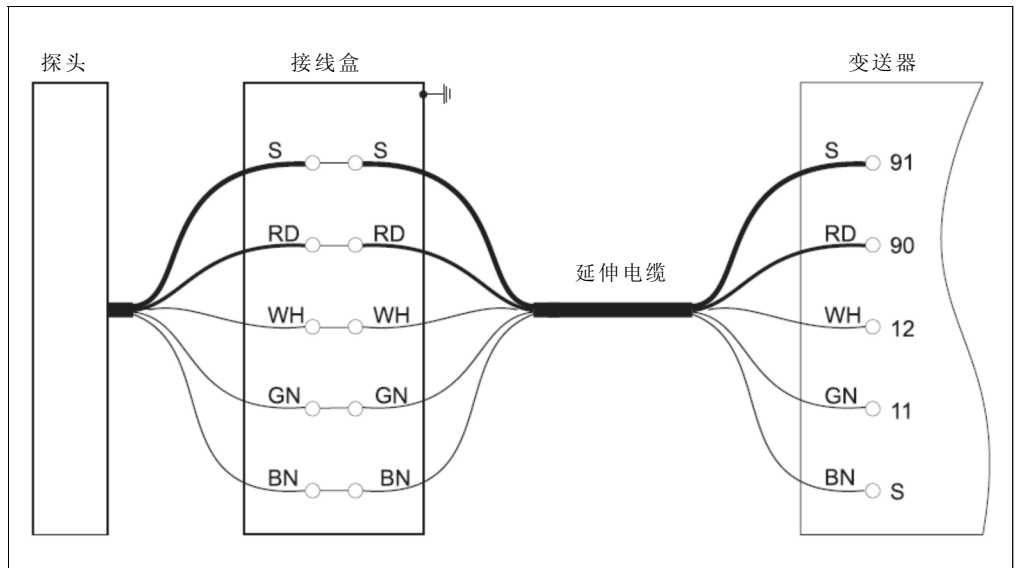 探头
接线盒
变送器
S S S 91
RD RD RD 90
延伸电缆
WH WH WH 12
GN GN GN 11
BN BN BN S